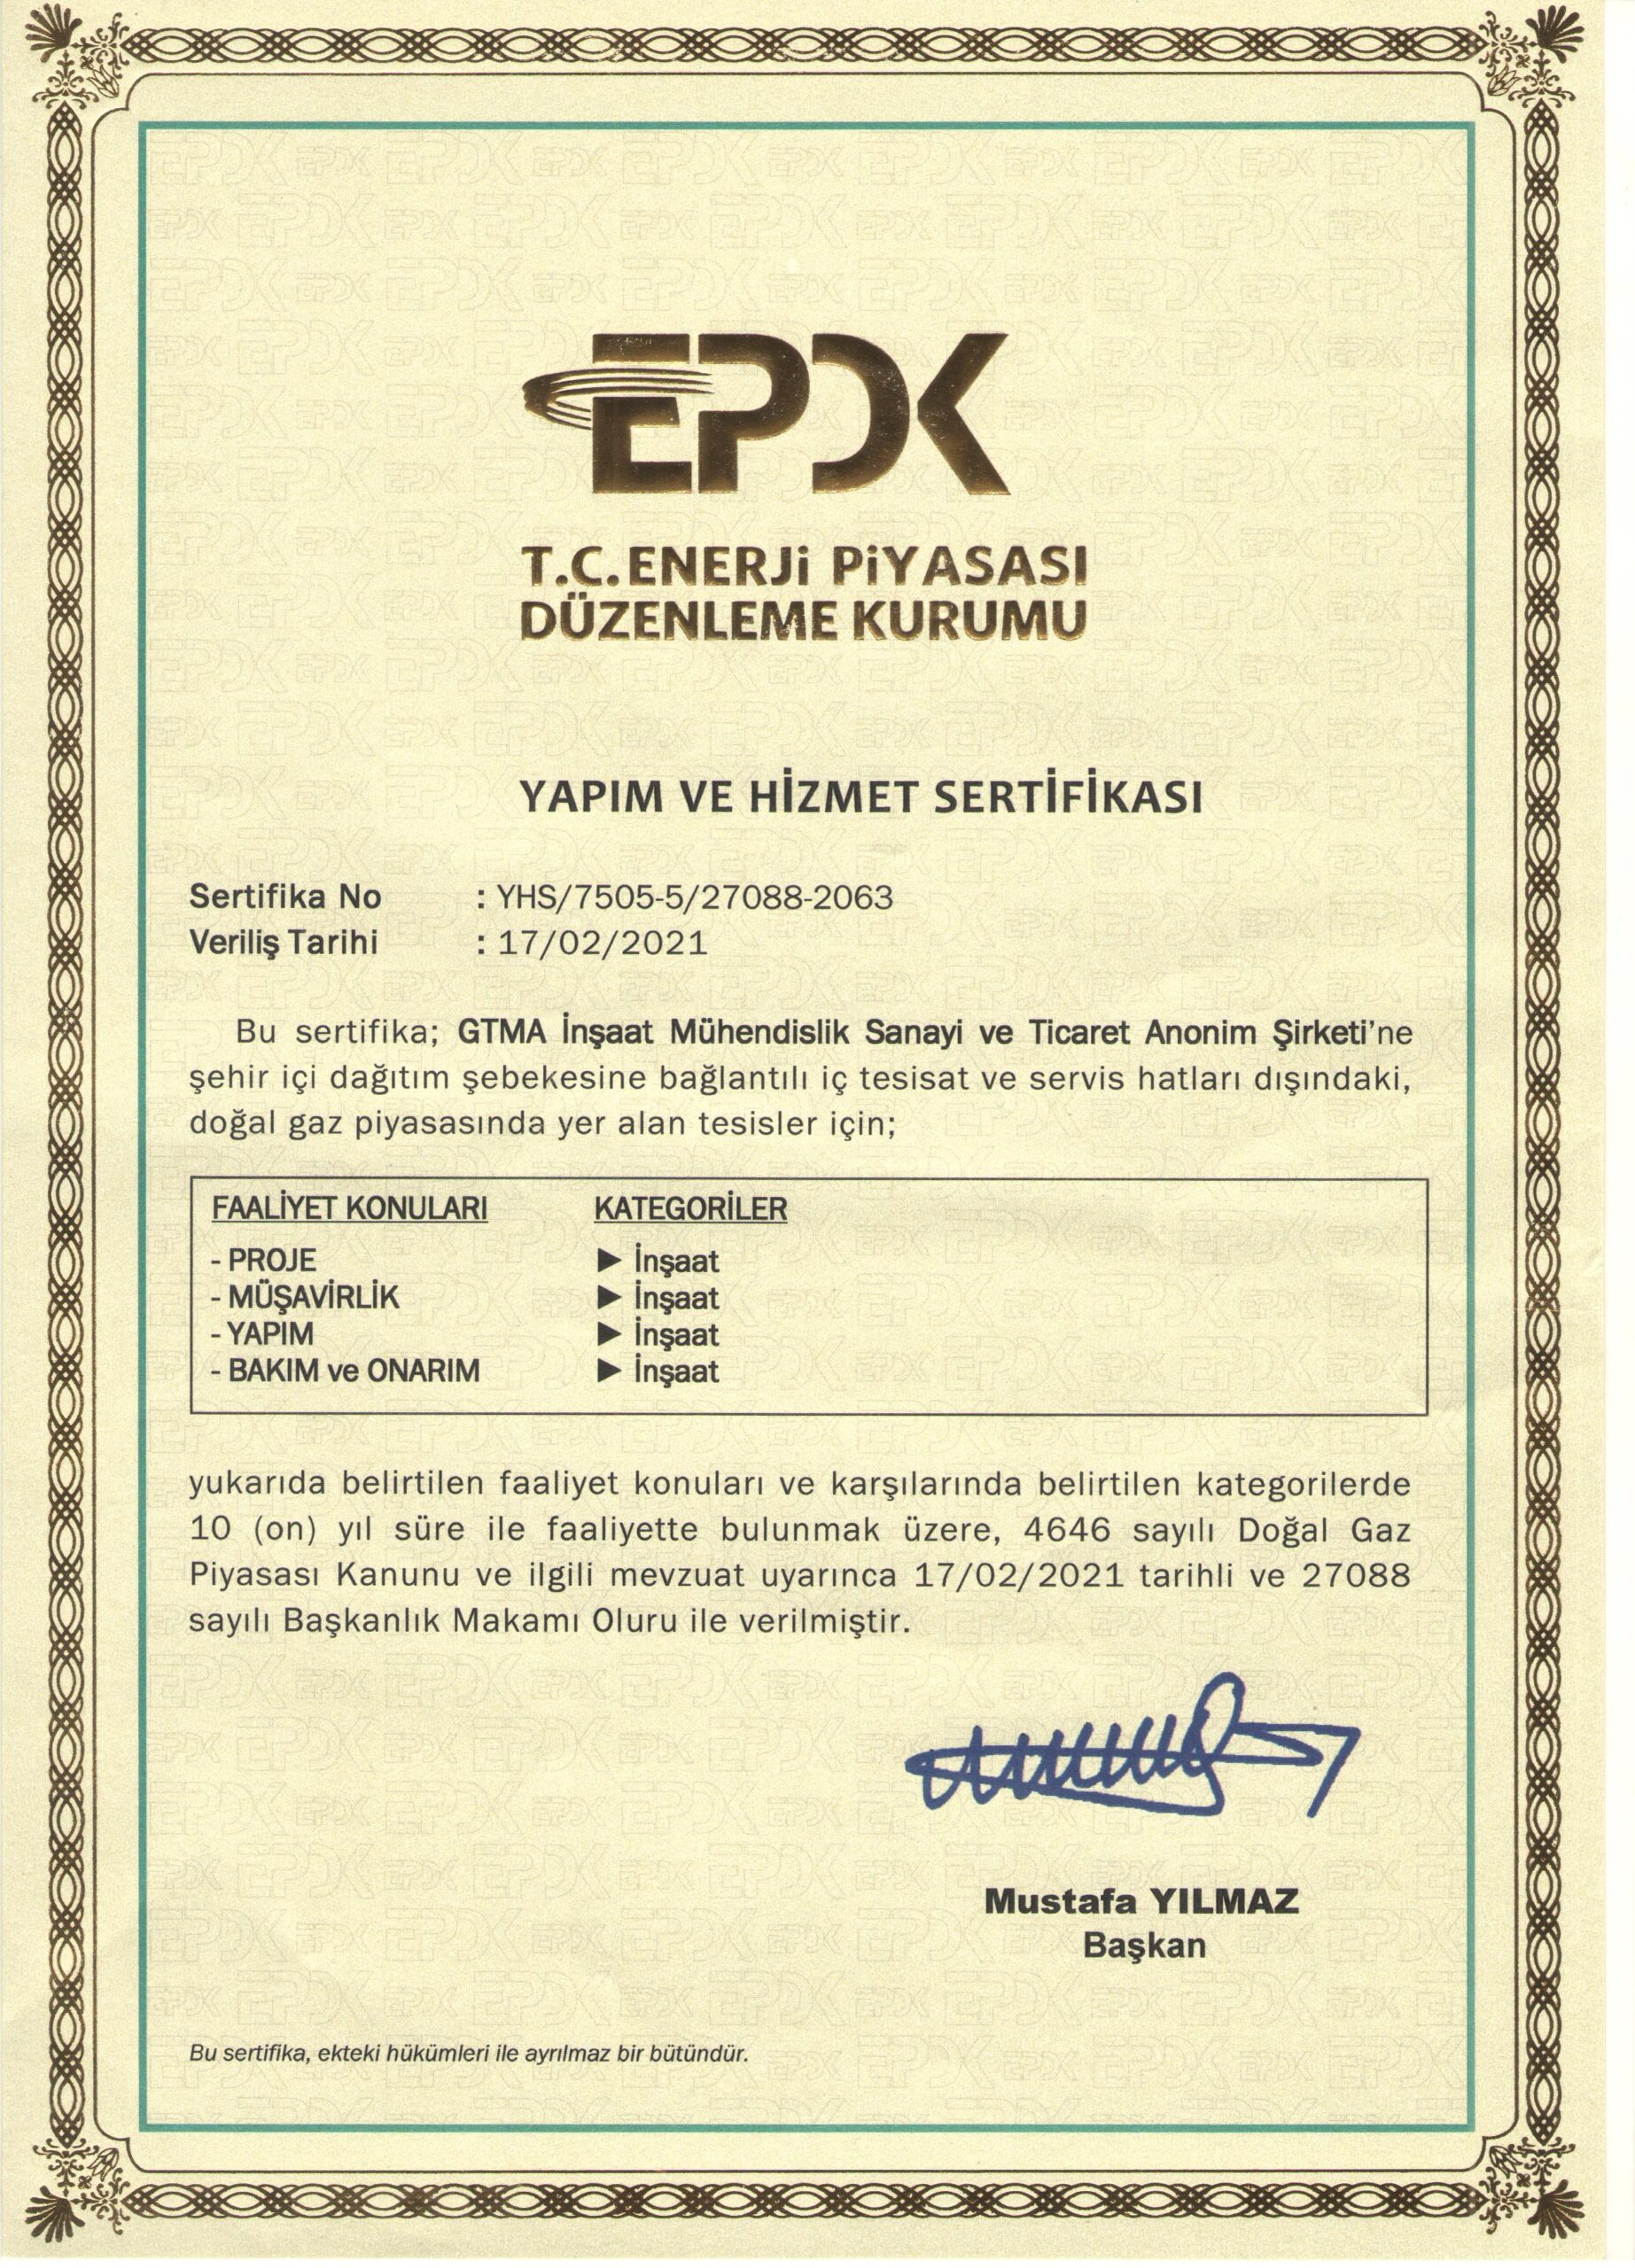 EPDK
T.C. ENERJi PiYASASI
DÜZENLEME KURUMU
YAPIM VE HİZMET SERTİFİKASI
Sertifika No : YHS/7505-5/27088-2063
Veriliş Tarihi : 17/02/2021
Bu sertifika; GTMA İnşaat Mühendislik Sanayi ve Ticaret Anonim Şirketi'ne
şehir içi dağıtım şebekesine bağlantılı iç tesisat ve servis hatları dışındaki,
doğal gaz piyasasında yer alan tesisler için;
FAALİYET KONULARI KATEGORİLER
- PROJE ► İnşaat
- MÜŞAVİRLİK ► İnşaat
- YAPIM ► İnşaat
- BAKIM ve ONARIM ► İnşaat
yukarıda belirtilen faaliyet konuları ve karşılarında belirtilen kategorilerde
10 (on) yıl süre ile faaliyette bulunmak üzere, 4646 sayılı Doğal Gaz
Piyasası Kanunu ve ilgili mevzuat uyarınca 17/02/2021 tarihli ve 27088
sayılı Başkanlık Makamı Oluru ile verilmiştir.
Mustafa YILMAZ
Başkan
Bu sertifika, ekteki hükümleri ile ayrılmaz bir bütündür.